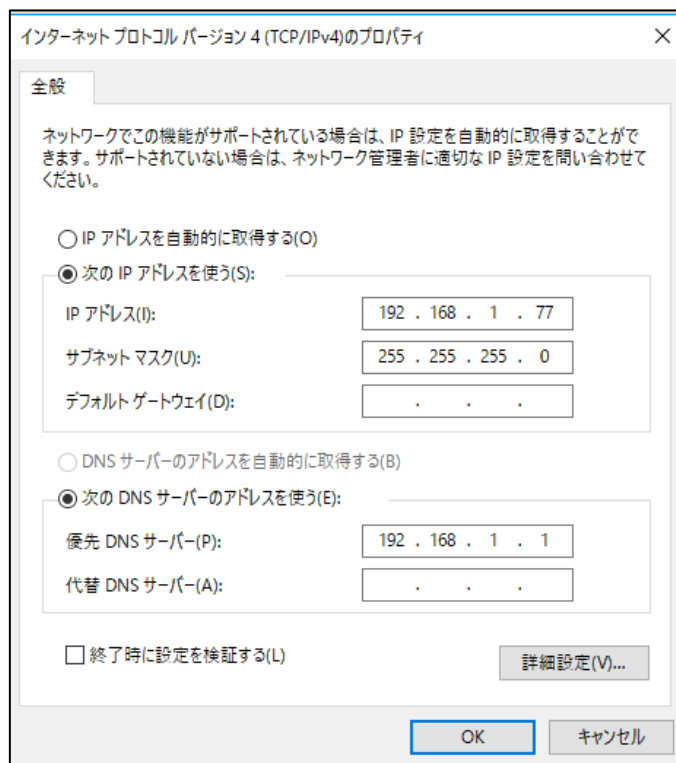 インターネット プロトコル バージョン 4 (TCP/IPv4)のプロパティ
全般
ネットワークでこの機能がサポートされている場合は、IP 設定を自動的に取得することがで
きます。サポートされていない場合は、ネットワーク管理者に適切な IP 設定を問い合わせて
ください。
IP アドレスを自動的に取得する(O)
次の IP アドレスを使う(S):
IP アドレス(I): 192 . 168 . 1 . 77
サブネット マスク(U): 255 . 255 . 255 . 0
デフォルト ゲートウェイ(D): . . .
DNS サーバーのアドレスを自動的に取得する(B)
次の DNS サーバーのアドレスを使う(E):
優先 DNS サーバー(P): 192 . 168 . 1 . 1
代替 DNS サーバー(A): . . .
終了時に設定を検証する(L)
詳細設定(V)...
OK キャンセル